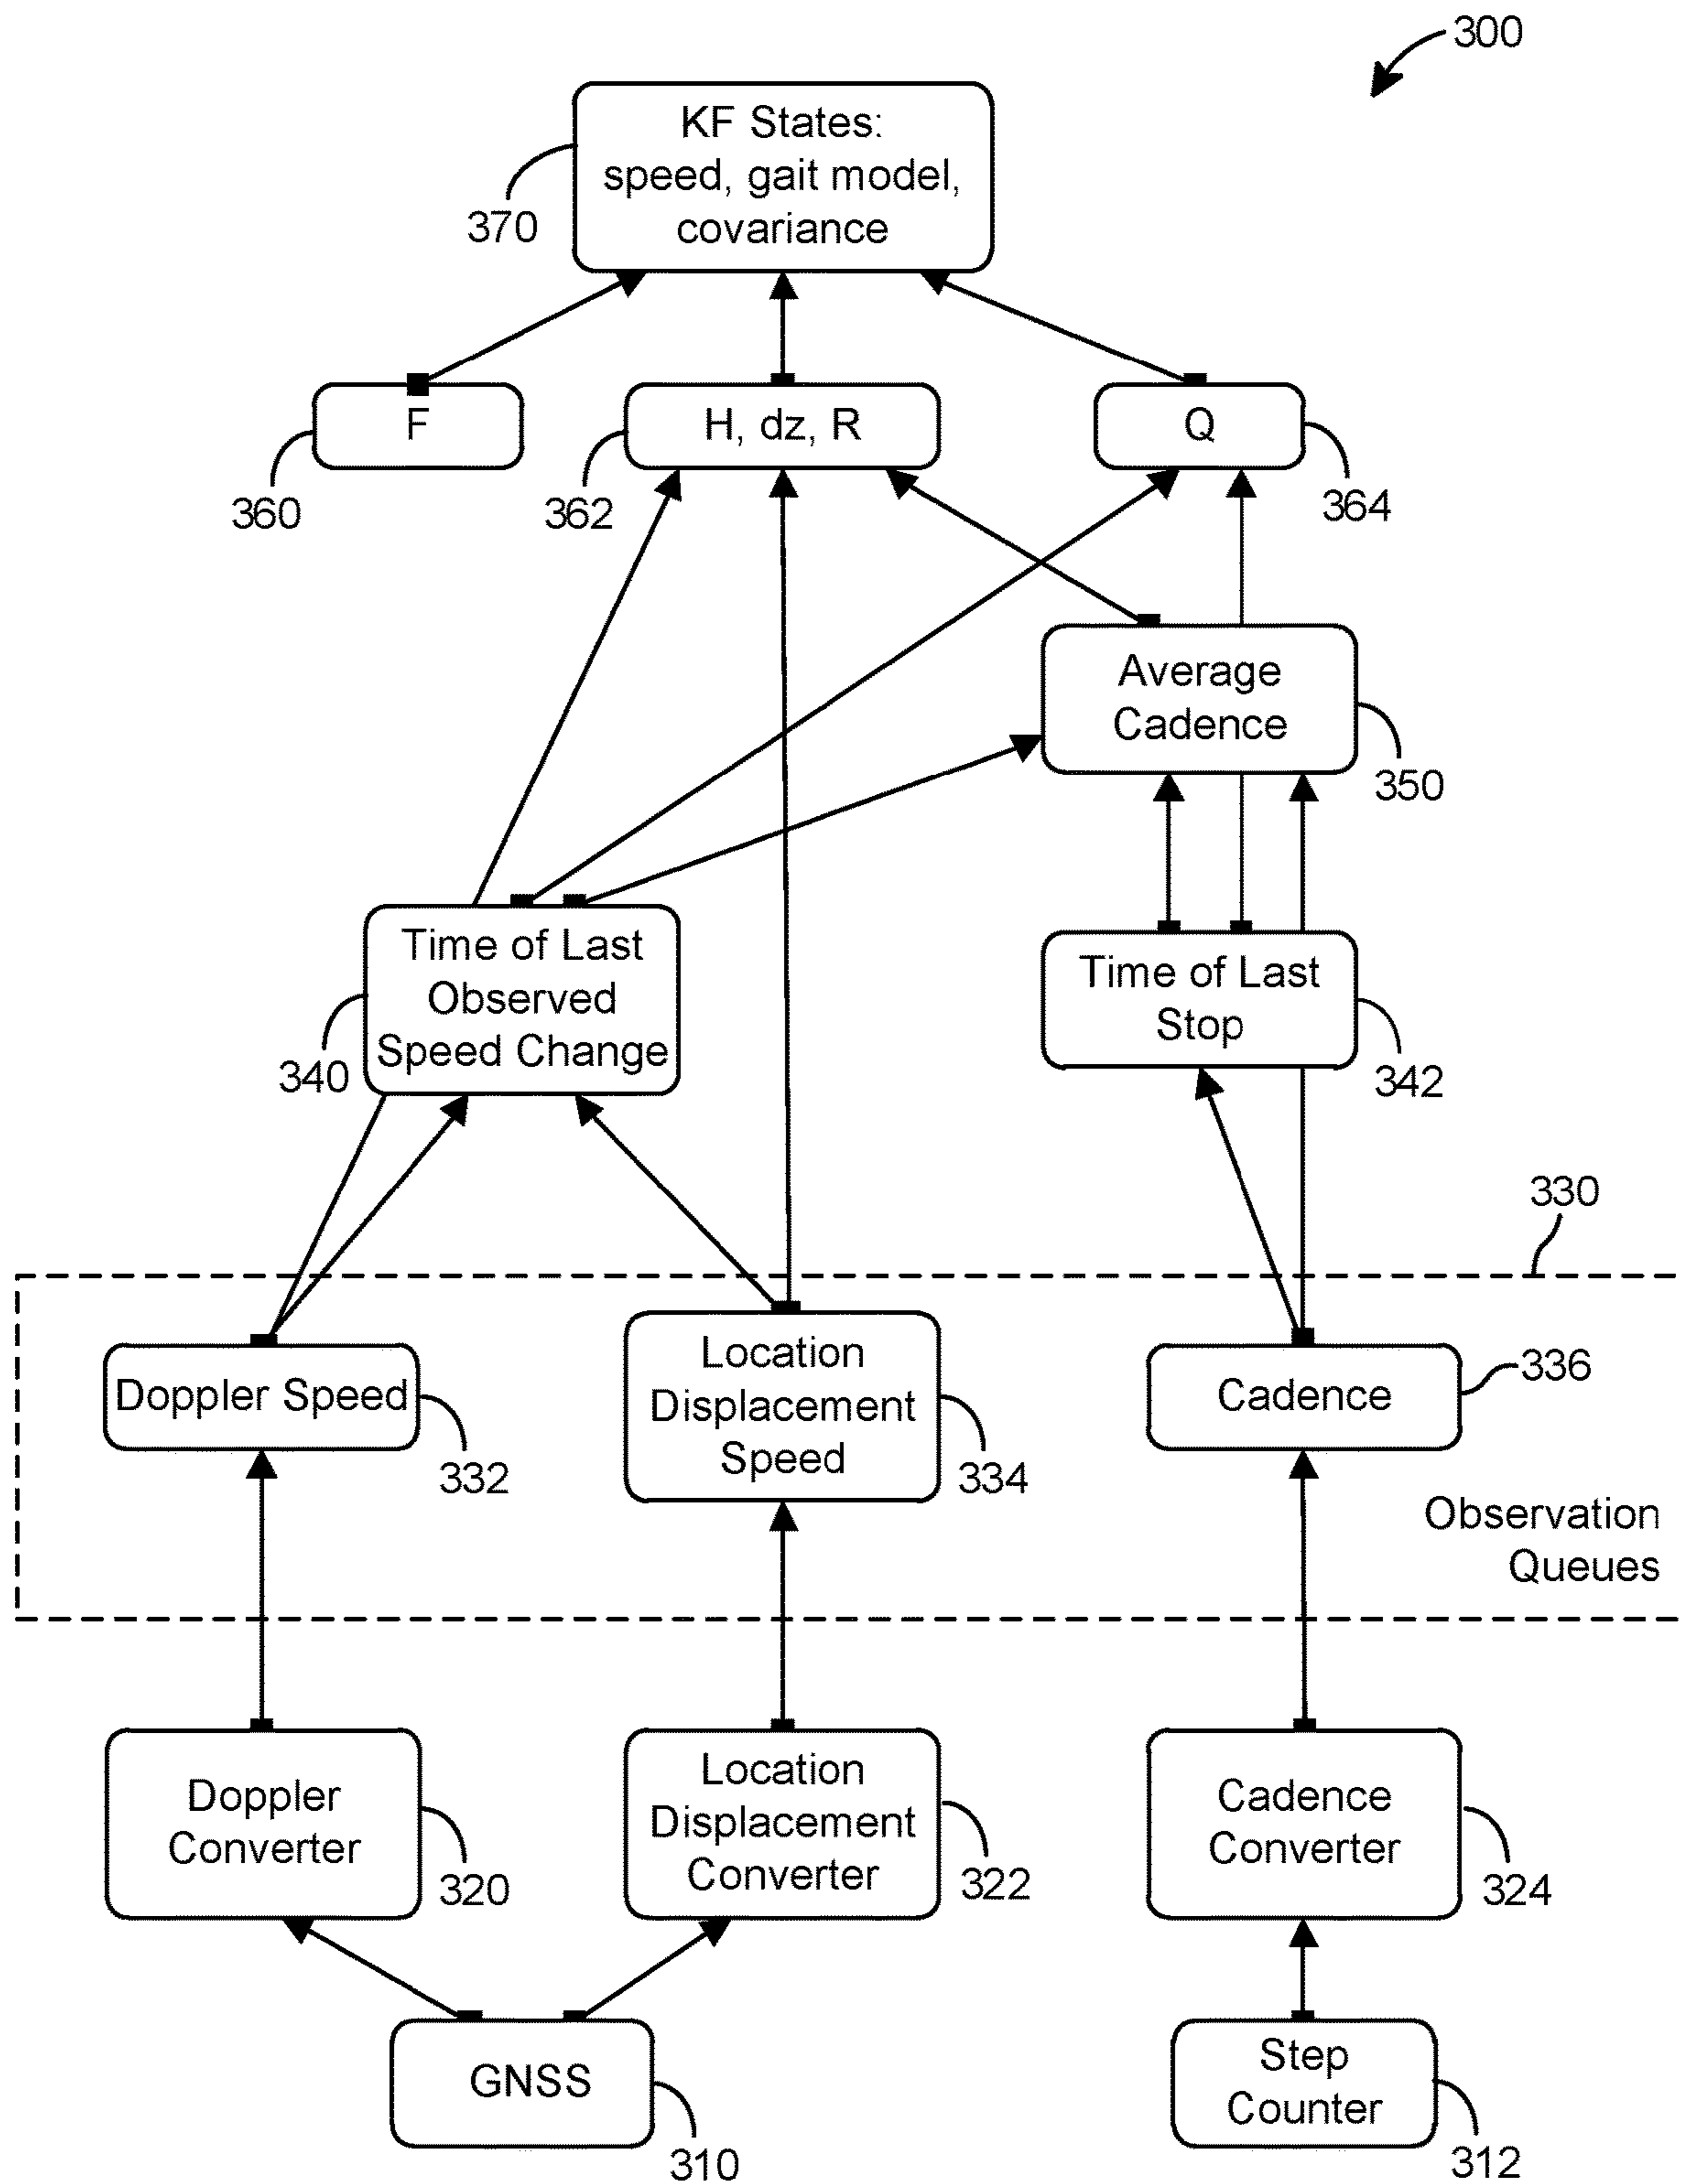 300
KF States:
speed, gait model,
covariance
370
F
H, dz, R
Q
360
362
364
Average
Cadence
350
Time of Last
Observed
Speed Change
340
Time of Last
Stop
342
330
Doppler Speed
332
Location
Displacement
Speed
334
Cadence
336
Observation
Queues
Doppler
Converter
320
Location
Displacement
Converter
322
Cadence
Converter
324
GNSS
310
Step
Counter
312